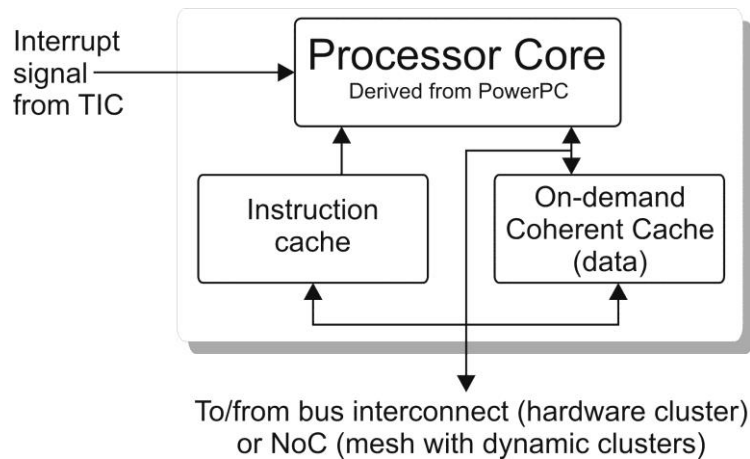 Interrupt
signal
from TIC
Processor Core
Derived from PowerPC
Instruction
cache
On-demand
Coherent Cache
(data)
To/from bus interconnect (hardware cluster)
or NoC (mesh with dynamic clusters)